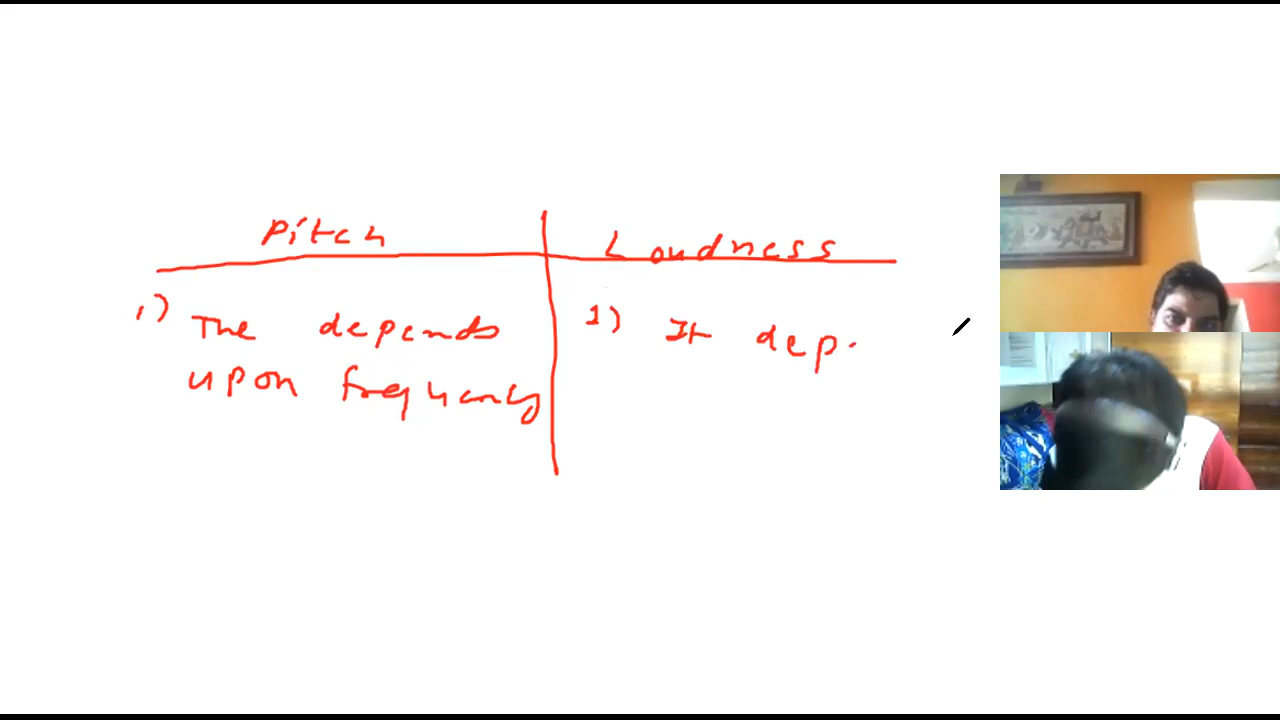 Pitch
Loudness
1) The depends
upon frequency
1) It dep.